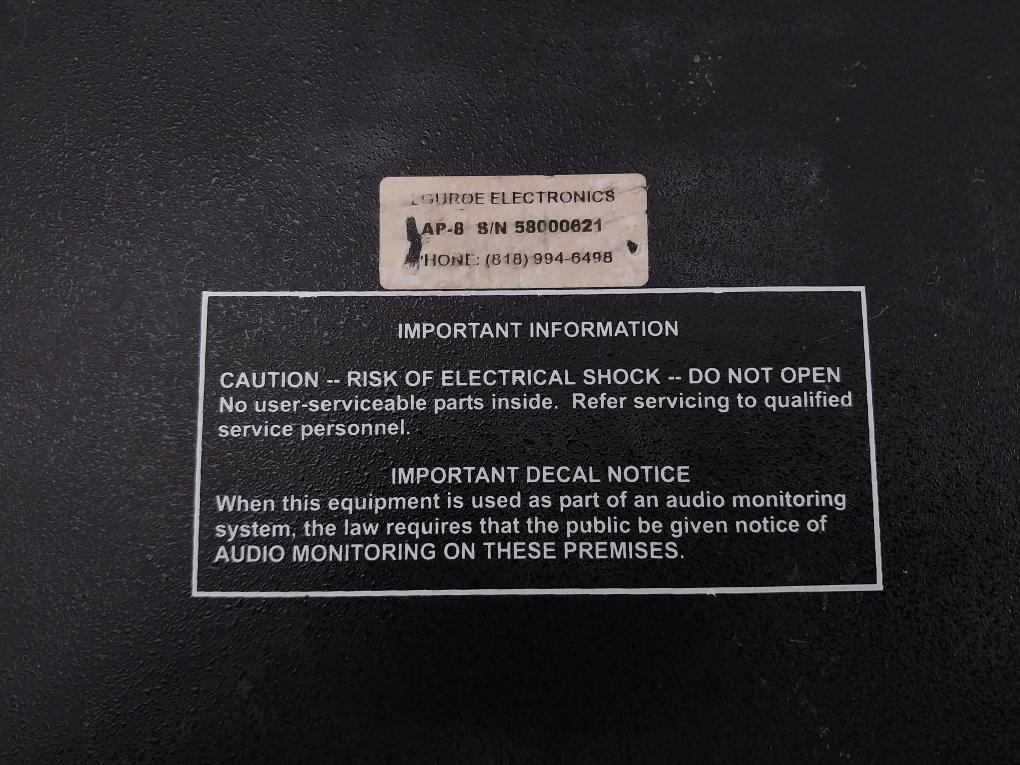 ELECTRONICS
AP-8 S/N 58000621
PHONE: (818) 994-6498
IMPORTANT INFORMATION
CAUTION -- RISK OF ELECTRICAL SHOCK -- DO NOT OPEN
No user-serviceable parts inside. Refer servicing to qualified
service personnel.
IMPORTANT DECAL NOTICE
When this equipment is used as part of an audio monitoring
system, the law requires that the public be given notice of
AUDIO MONITORING ON THESE PREMISES.